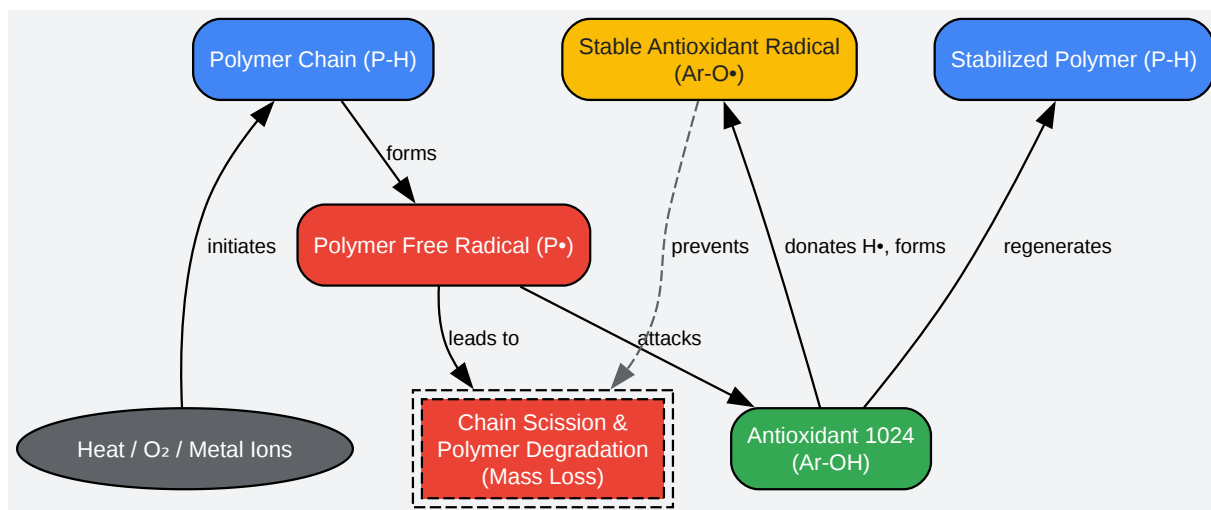 Polymer Chain (P-H)
Stable Antioxidant Radical
(Ar-O•)
Stabilized Polymer (P-H)
forms
Polymer Free Radical (P•)
initiates
prevents
donates H•, forms
regenerates
leads to
attacks
Heat / O₂ / Metal Ions
Chain Scission &
Polymer Degradation
(Mass Loss)
Antioxidant 1024
(Ar-OH)